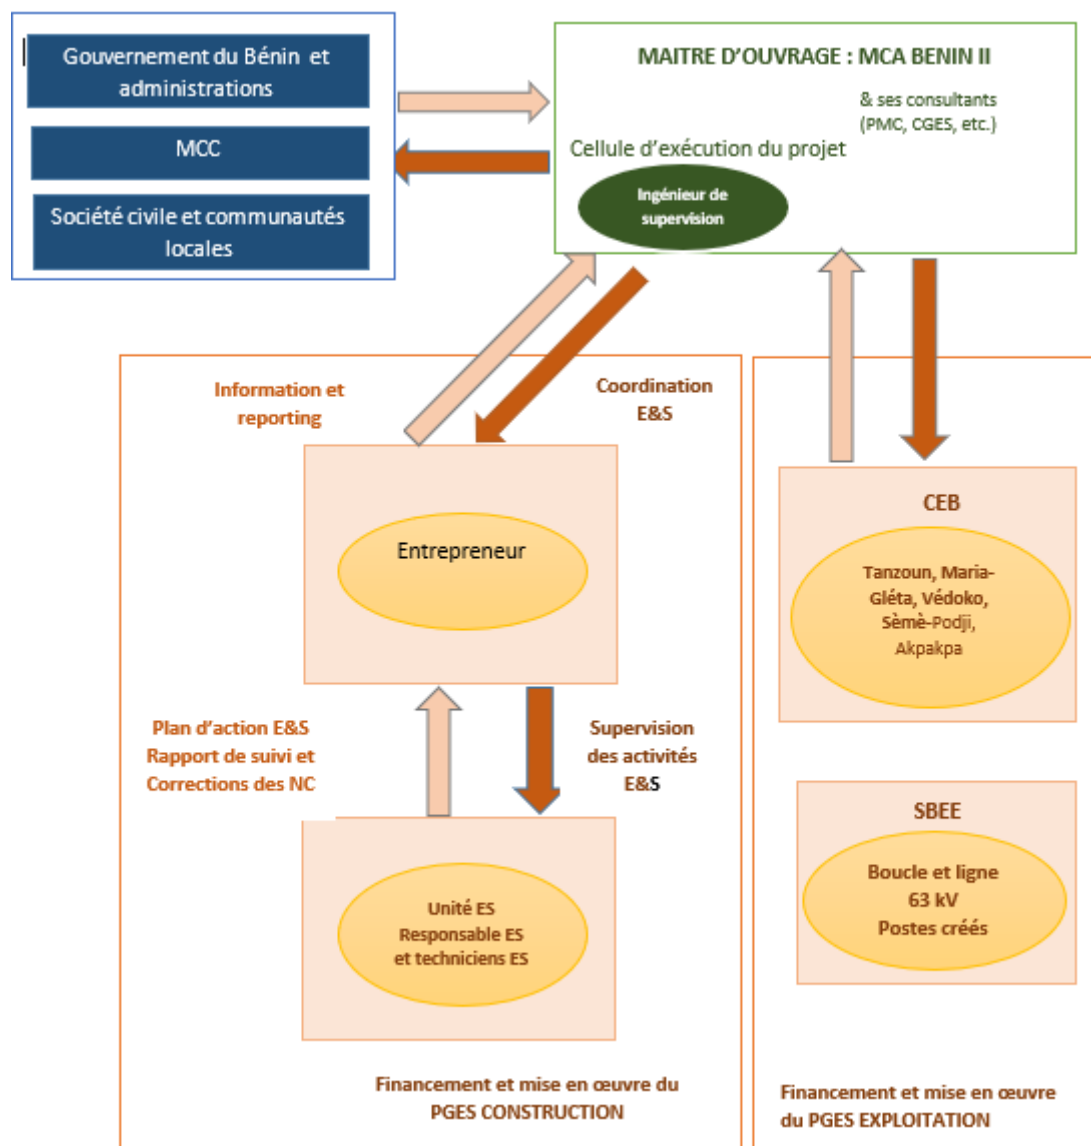 Gouvernement du Bénin et
administrations
MCC
Société civile et communautés
locales
MAITRE D'OUVRAGE : MCA BENIN II
& ses consultants
(PMC, CGES, etc.)
Cellule d'exécution du projet
Ingénieur de
supervision
Information et
reporting
Coordination
E&S
Entrepreneur
Plan d'action E&S
Rapport de suivi et
Corrections des NC
Supervision
des activités
E&S
Unité ES
Responsable ES
et techniciens ES
Financement et mise en œuvre du
PGES CONSTRUCTION
CEB
Tanzoun, Maria-
Gléta, Védoko,
Sèmè-Podji,
Akpakpa
SBEE
Boucle et ligne
63 kV
Postes créés
Financement et mise en œuvre
du PGES EXPLOITATION